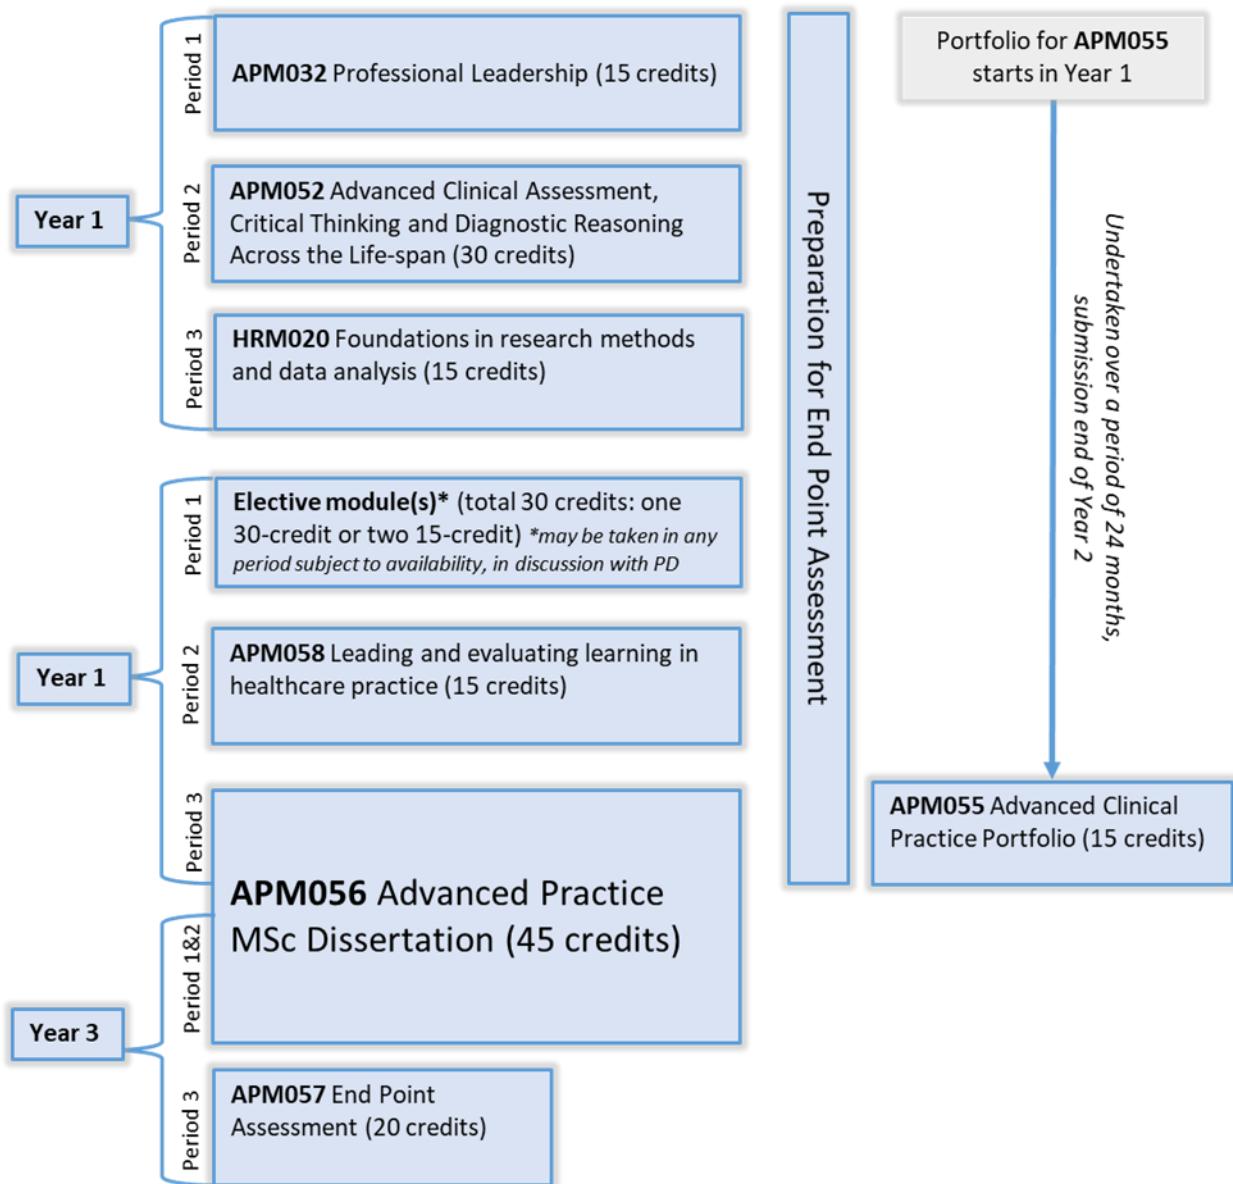 Period 1
APM032 Professional Leadership (15 credits)
Year 1
Period 2
APM052 Advanced Clinical Assessment,
Critical Thinking and Diagnostic Reasoning
Across the Life-span (30 credits)
Period 3
HRM020 Foundations in research methods
and data analysis (15 credits)
Year 1
Period 1
Elective module(s)* (total 30 credits: one
30-credit or two 15-credit) *may be taken in any
period subject to availability, in discussion with PD
Period 2
APM058 Leading and evaluating learning in
healthcare practice (15 credits)
Period 3
APM056 Advanced Practice
MSc Dissertation (45 credits)
Year 3
Period 1&2
Period 3
APM057 End Point
Assessment (20 credits)
Preparation for End Point Assessment
Portfolio for APM055
starts in Year 1
Undertaken over a period of 24 months,
submission end of Year 2
APM055 Advanced Clinical
Practice Portfolio (15 credits)